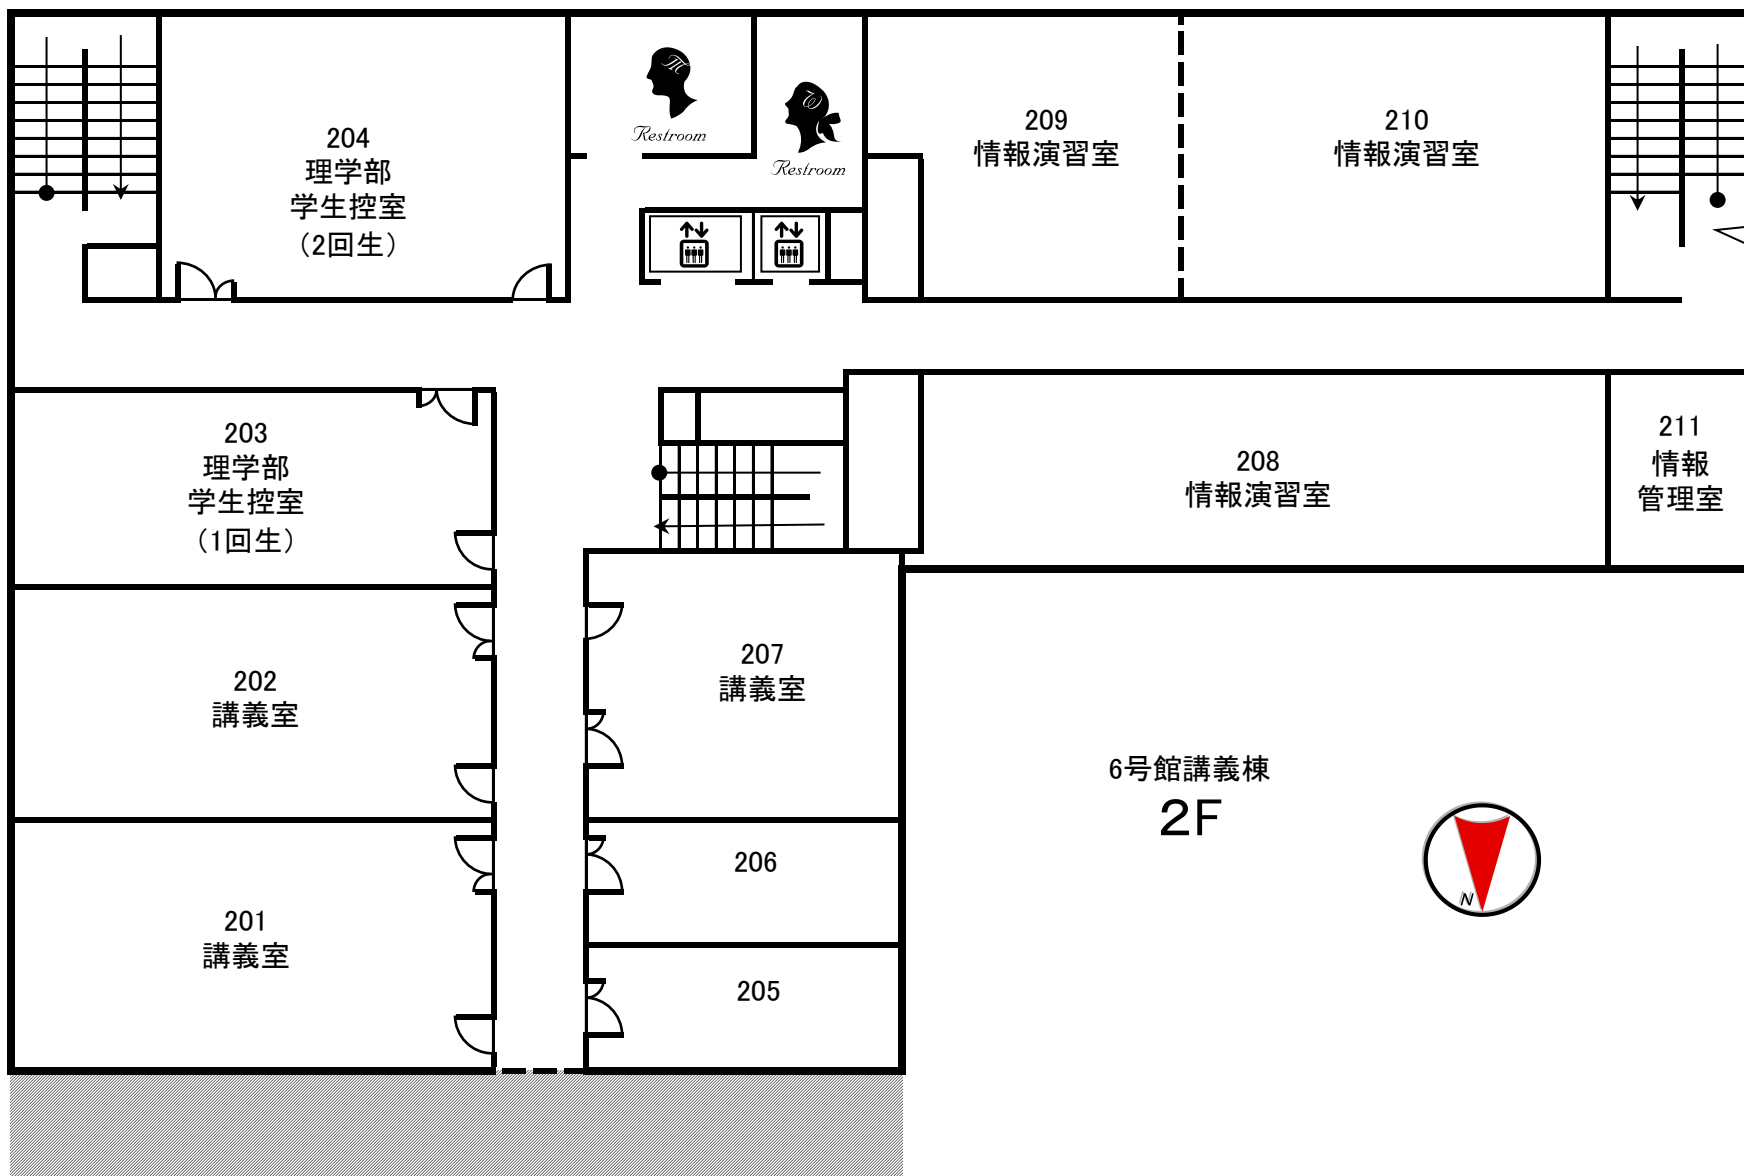 204
理学部
学生控室
（2回生）
M
Restroom
W
Restroom
209
情報演習室
210
情報演習室
203
理学部
学生控室
（1回生）
208
情報演習室
211
情報
管理室
202
講義室
207
講義室
201
講義室
206
205
6号館講義棟
2F
N